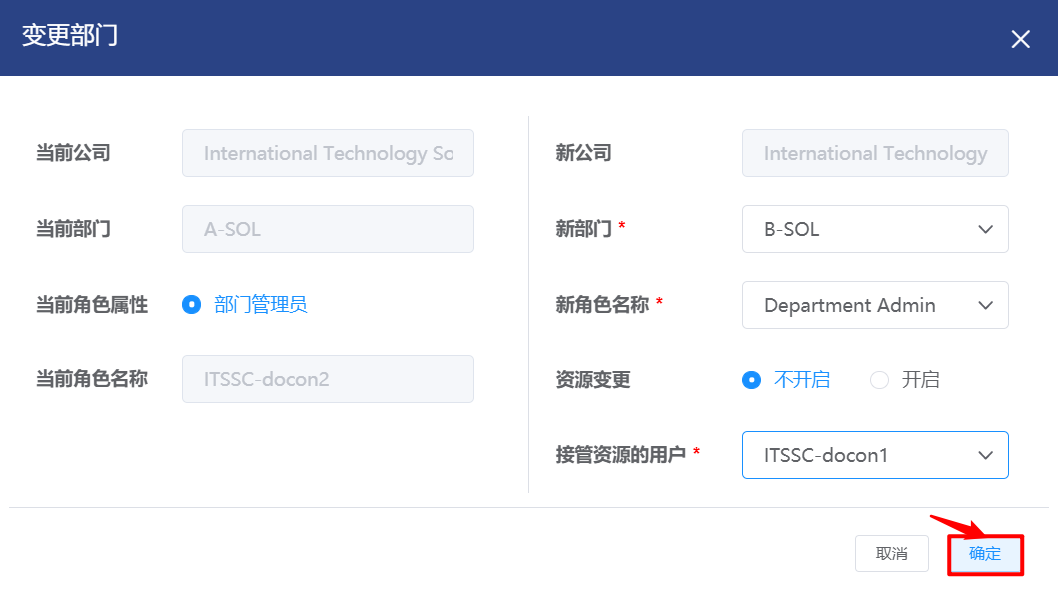 变更部门
当前公司 International Technology Sc
当前部门 A-SOL
当前角色属性 部门管理员
当前角色名称 ITSSC-docon2
新公司 International Technology
新部门 * B-SOL
新角色名称 * Department Admin
资源变更 不开启 开启
接管资源的用户 * ITSSC-docon1
取消 确定